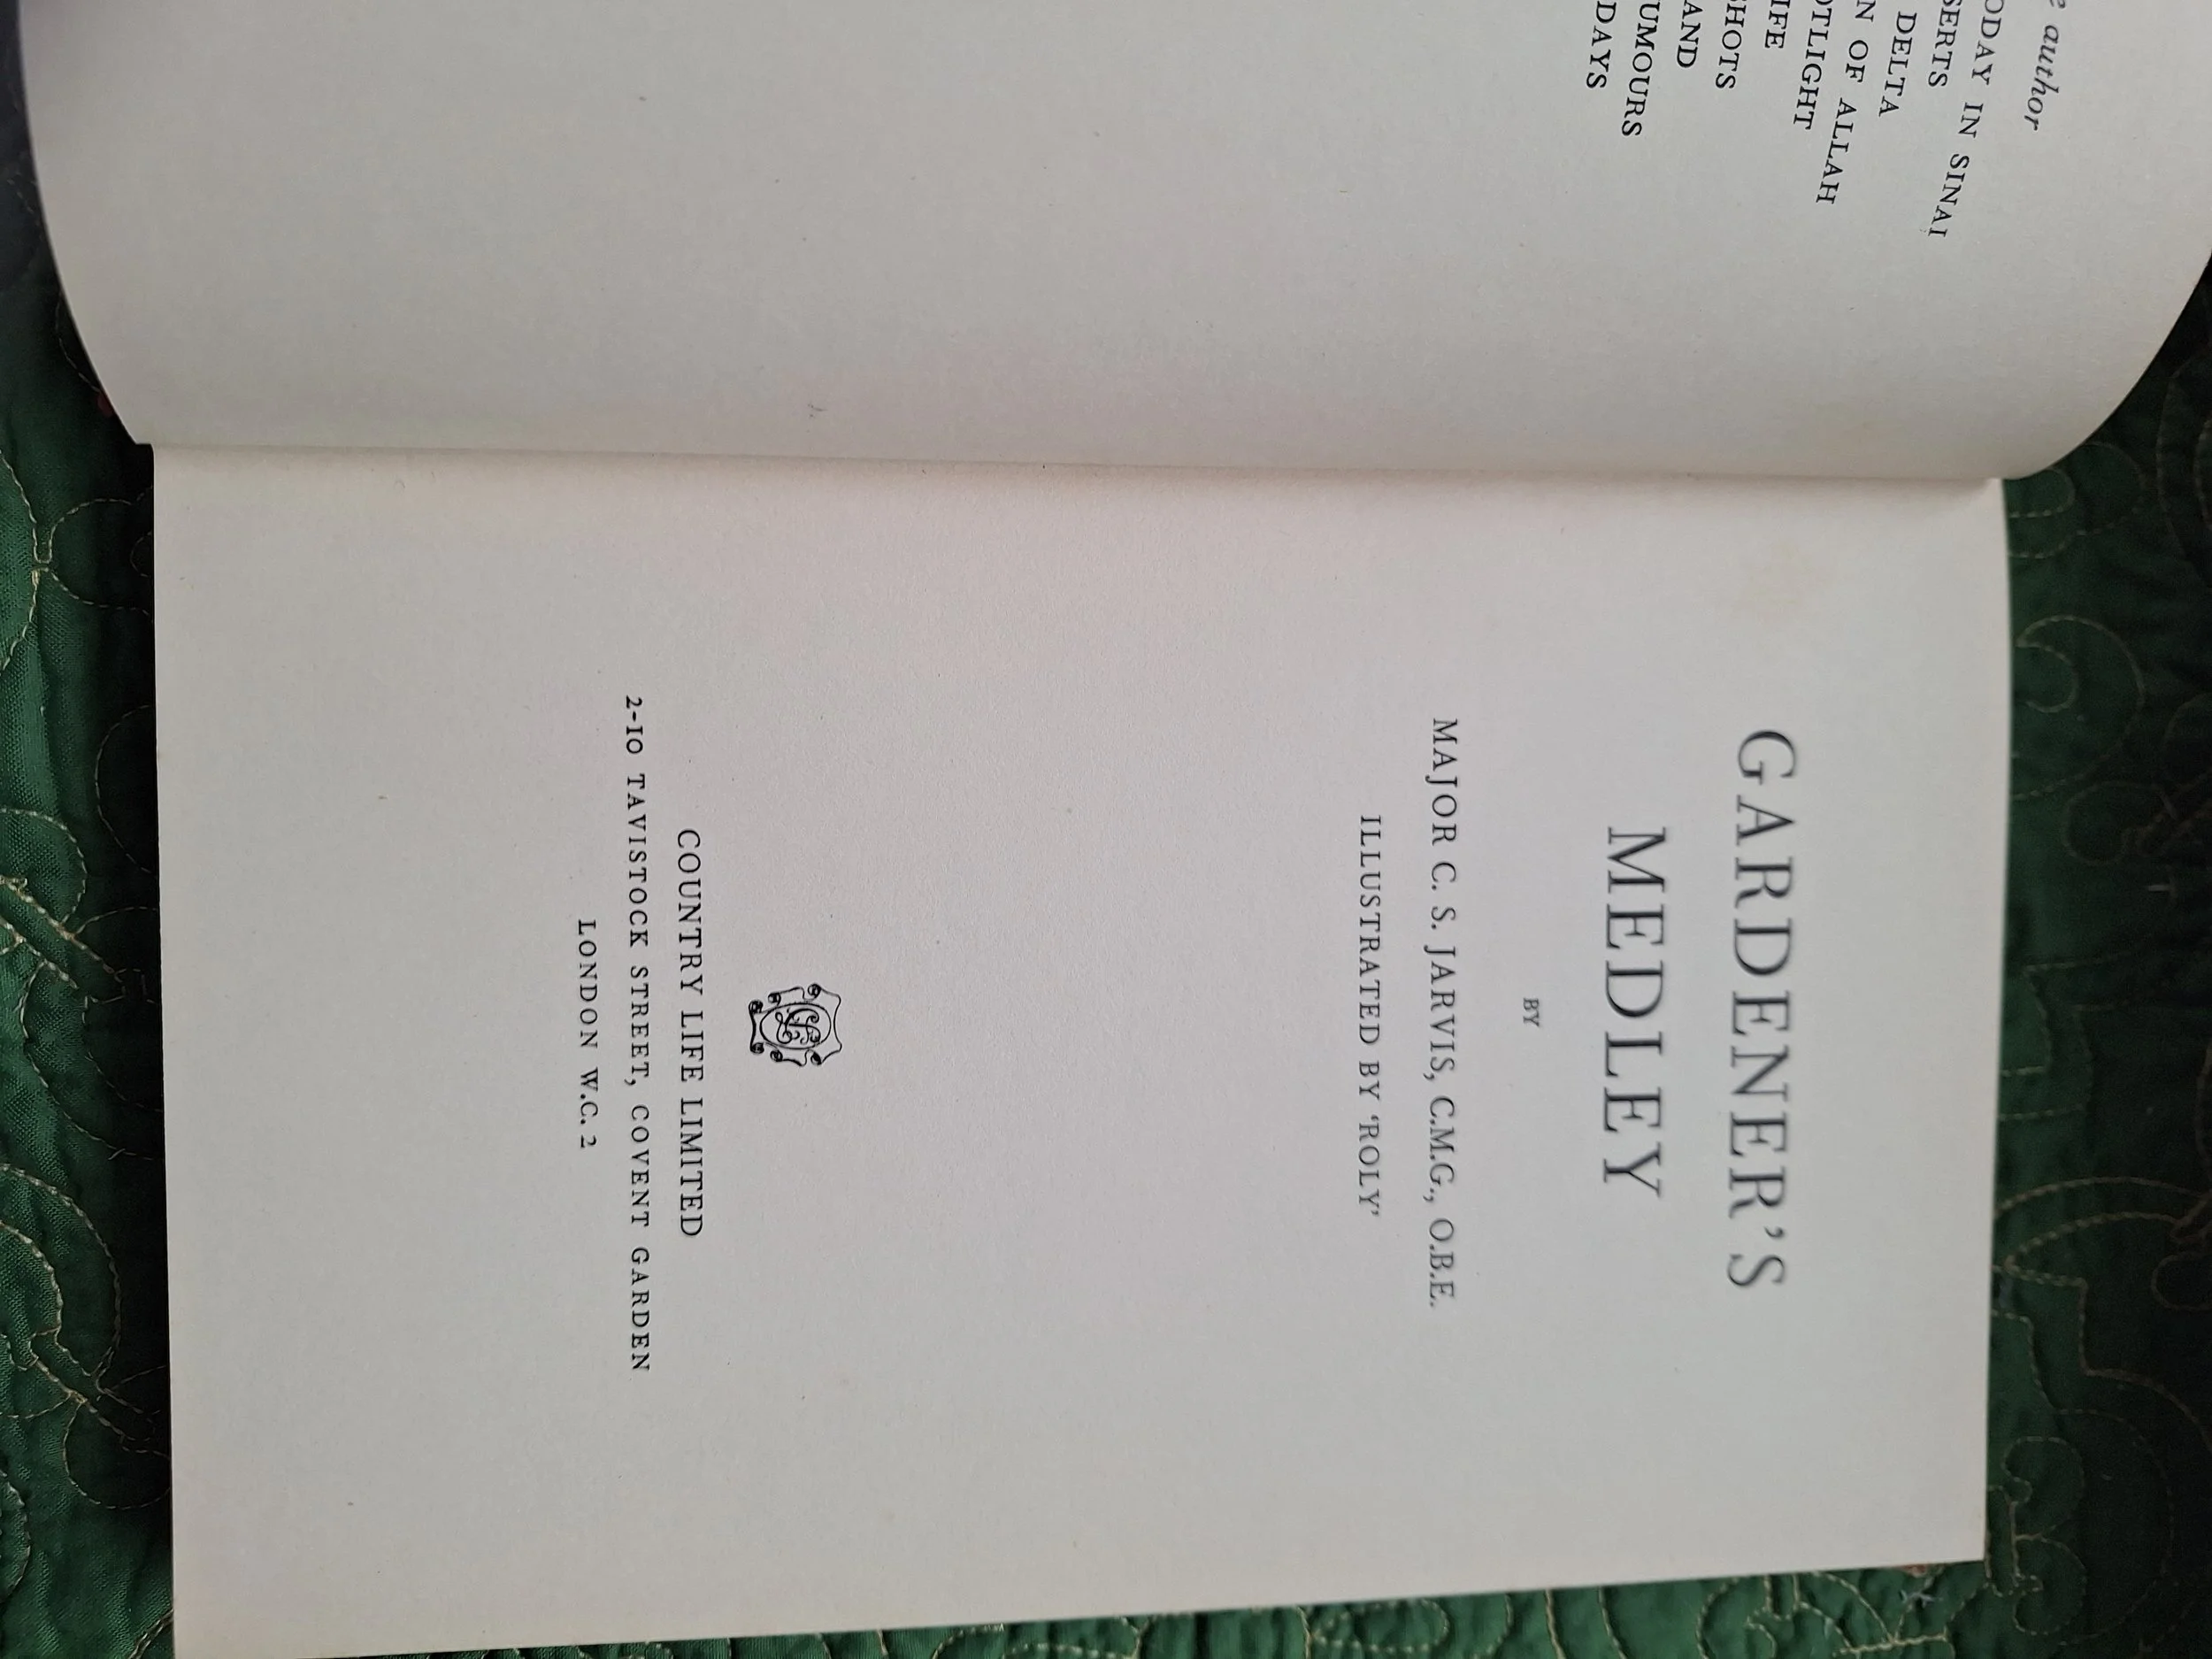 author
IN SINAI
DELTA
OF ALLAH
GARDENER'S
MEDLEY
BY
MAJOR C. S. JARVIS, C.M.G., O.B.E.
ILLUSTRATED BY 'ROLY'
COUNTRY LIFE LIMITED
2-10 TAVISTOCK STREET, COVENT GARDEN
LONDON W.C. 2